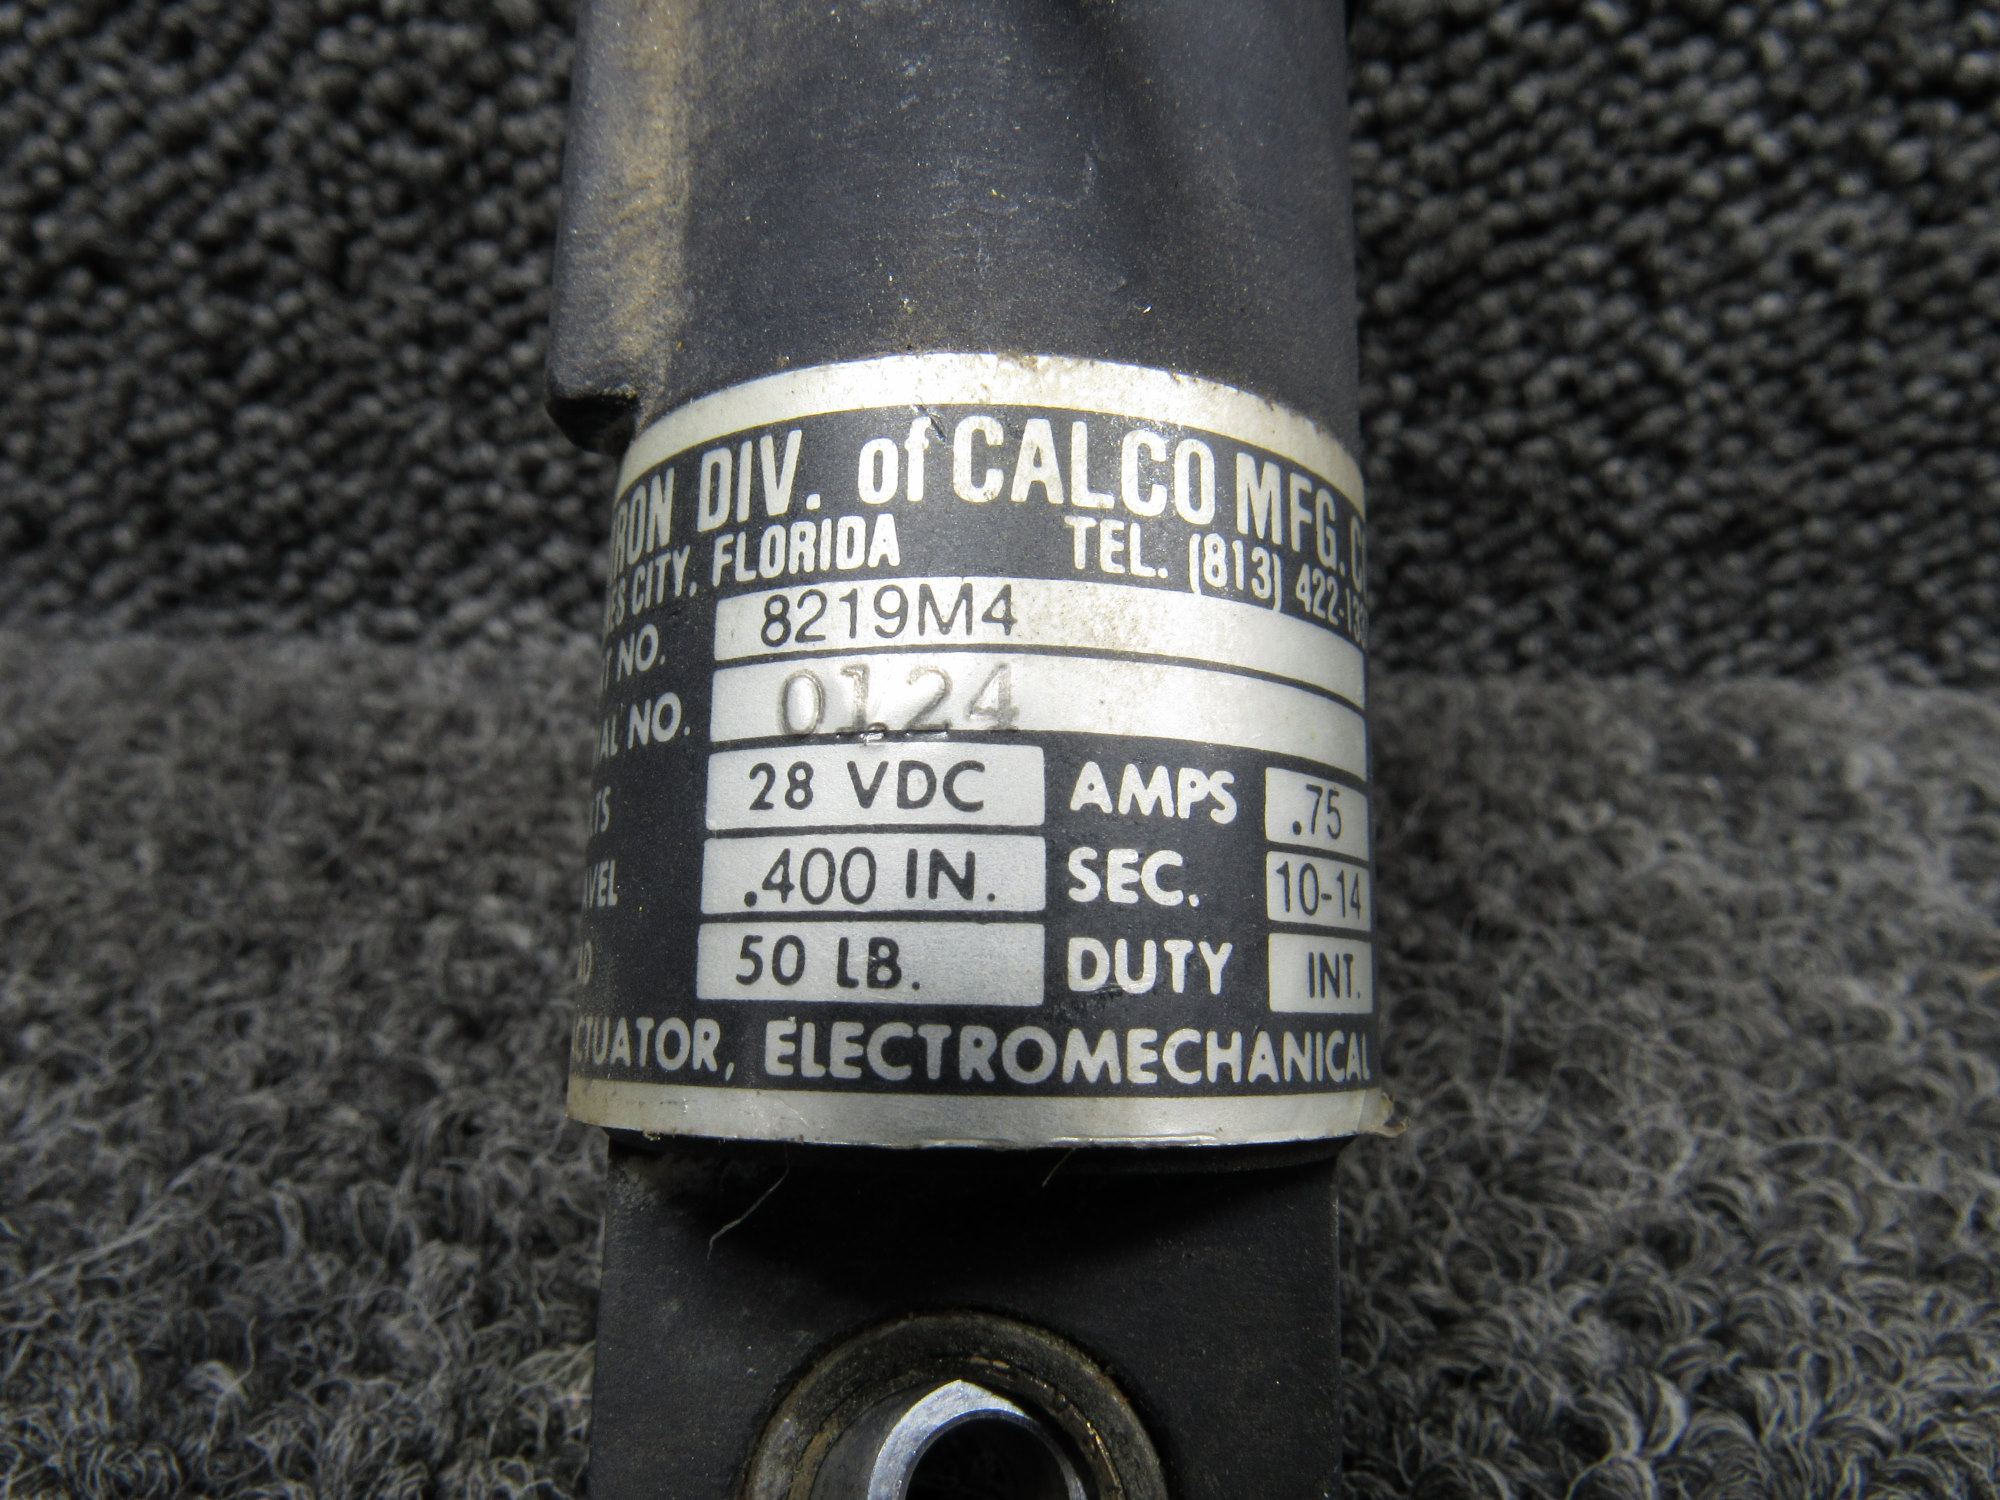 DIV. of CALCO MFG.
CITY, FLORIDA TEL. (813)
NO. 8219M4
NO. 0124
28 VDC AMPS .75
.400 IN. SEC. 10-14
50 LB. DUTY INT.
ACTUATOR, ELECTROMECHANICAL